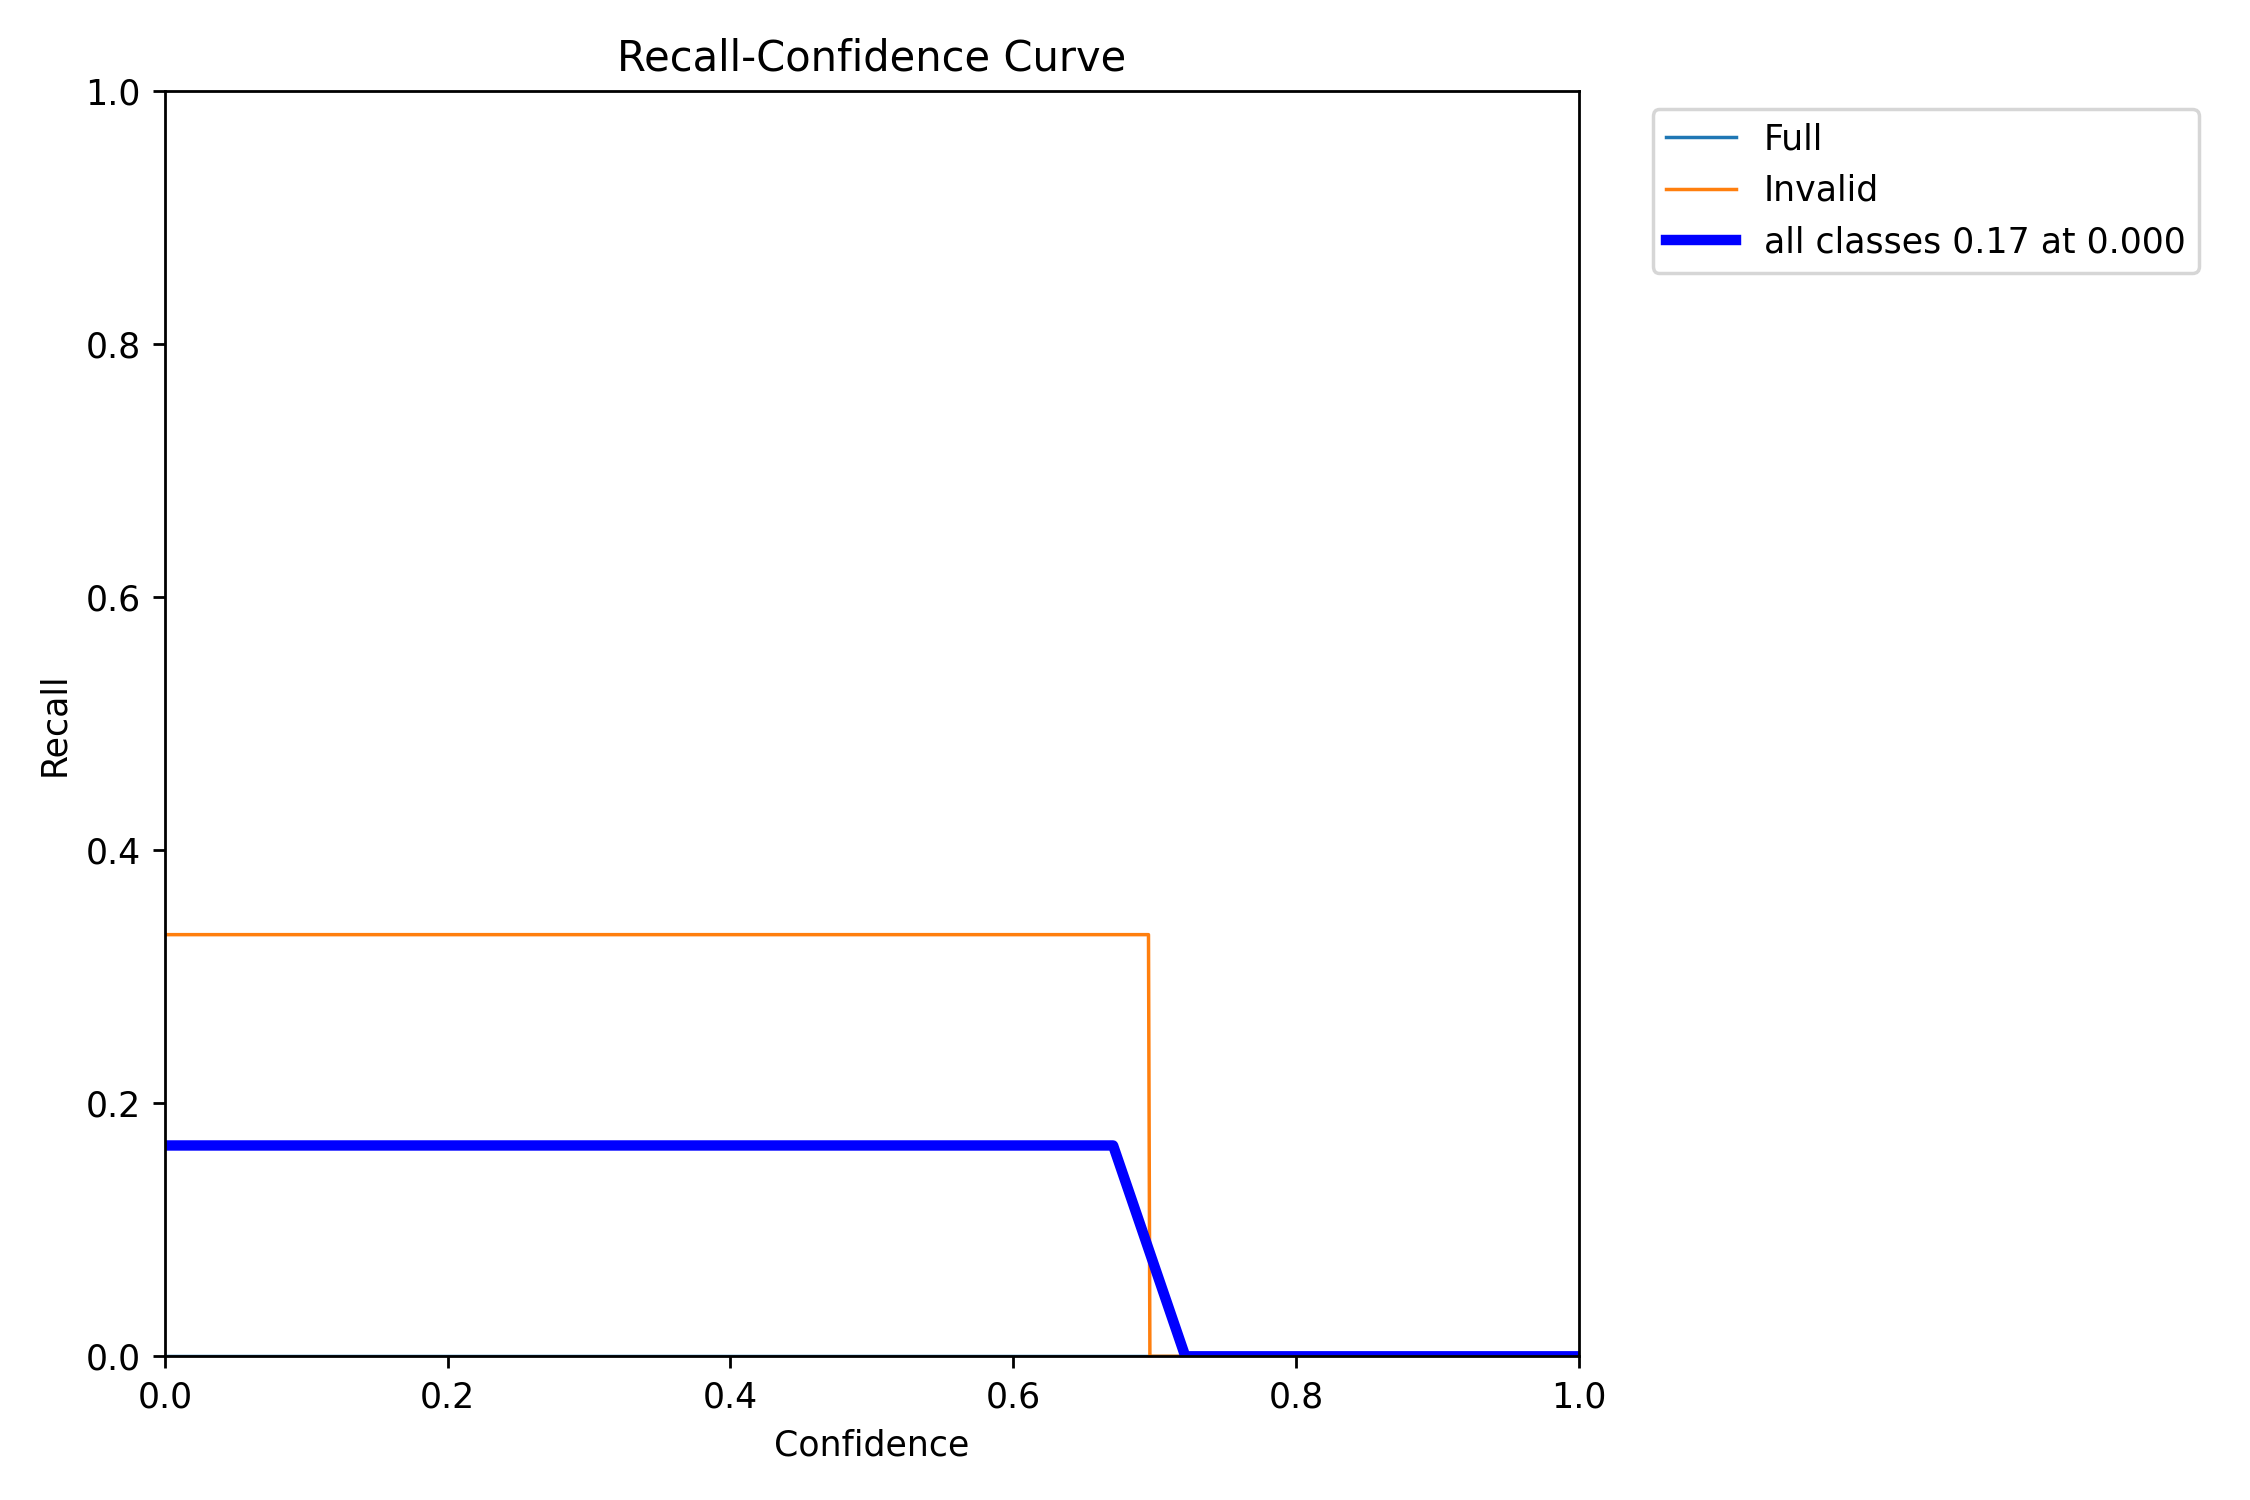 Recall-Confidence Curve
Full
Invalid
all classes 0.17 at 0.000
1.0
0.8
0.6
0.4
0.2
0.0
Recall
0.0 0.2 0.4 0.6 0.8 1.0
Confidence